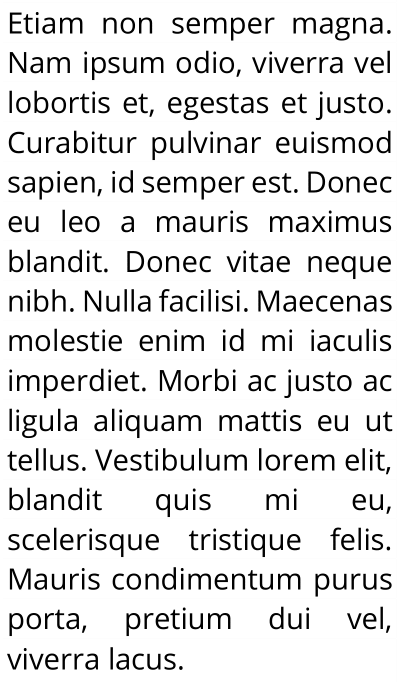 Etiam non semper magna.
Nam ipsum odio, viverra vel
lobortis et, egestas et justo.
Curabitur pulvinar euismod
sapien, id semper est. Donec
eu leo a mauris maximus
blandit. Donec vitae neque
nibh. Nulla facilisi. Maecenas
molestie enim id mi iaculis
imperdiet. Morbi ac justo ac
ligula aliquam mattis eu ut
tellus. Vestibulum lorem elit,
blandit quis mi eu,
scelerisque tristique felis.
Mauris condimentum purus
porta, pretium dui vel,
viverra lacus.